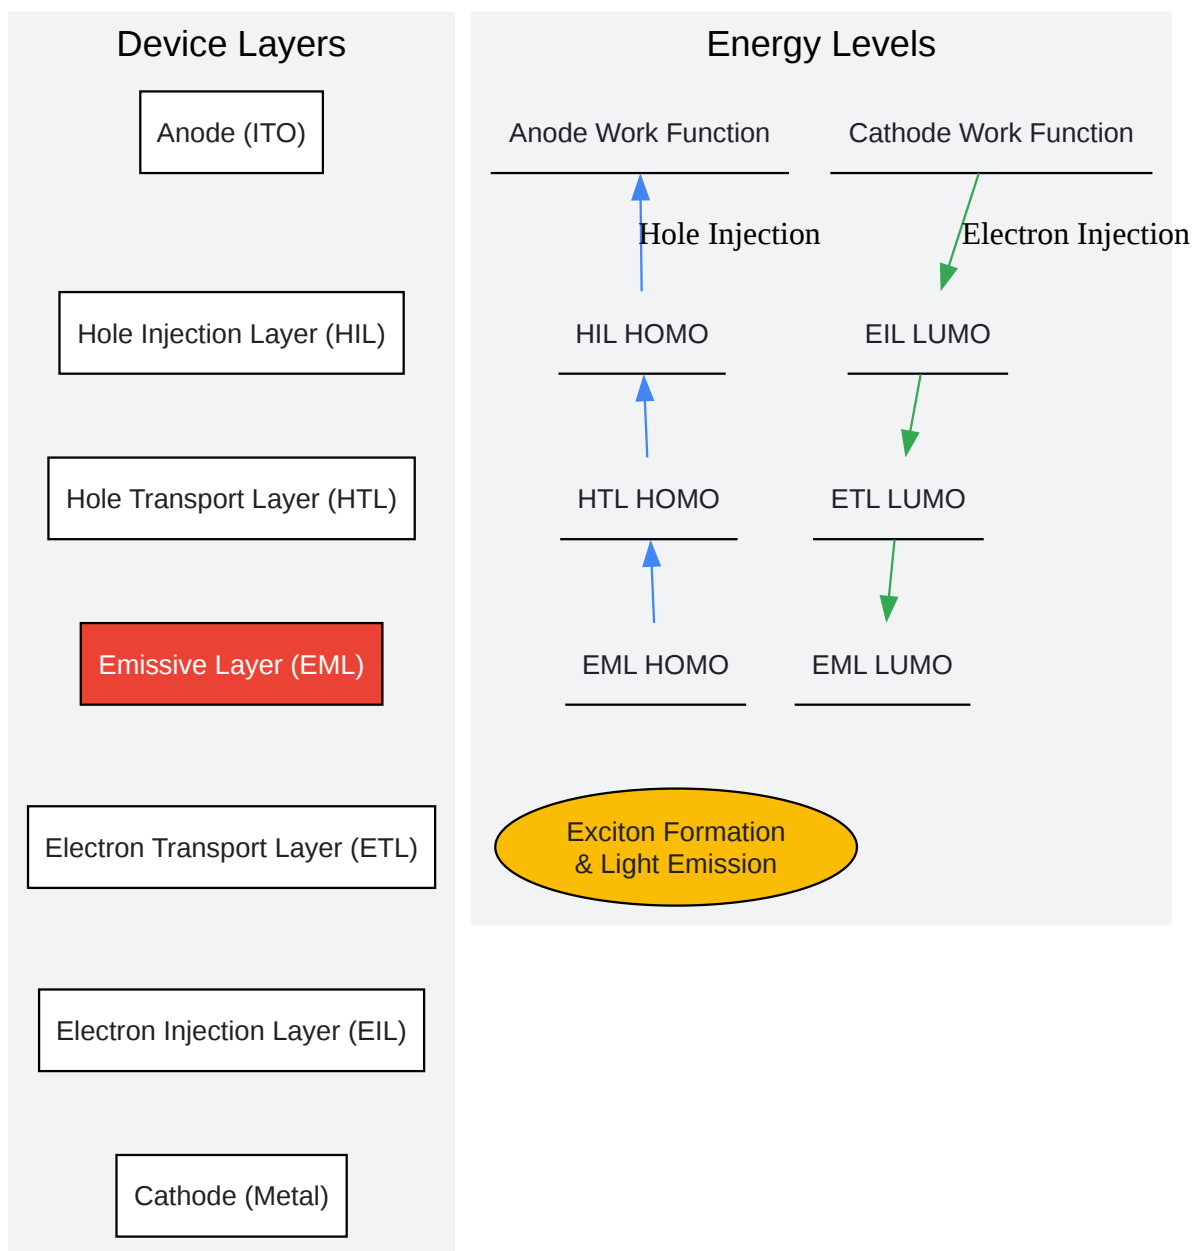 Device Layers
Anode (ITO)
Hole Injection Layer (HIL)
Hole Transport Layer (HTL)
Emissive Layer (EML)
Electron Transport Layer (ETL)
Electron Injection Layer (EIL)
Cathode (Metal)
Energy Levels
Anode Work Function
Cathode Work Function
Hole Injection
Electron Injection
HIL HOMO
EIL LUMO
HTL HOMO
ETL LUMO
EML HOMO
EML LUMO
Exciton Formation
& Light Emission